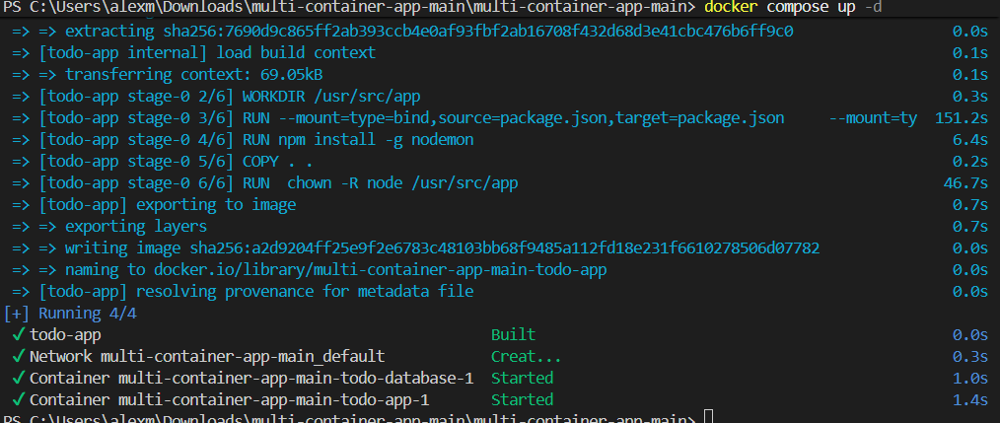 PS C:\Users\alexm\Downloads\multi-container-app-main\multi-container-app-main> docker compose up -d
=> => extracting sha256:7690d9c865ff2ab393ccb4e0af93fbf2ab16708f432d68d3e41cbc476b6ff9c0 0.0s
=> [todo-app internal] load build context 0.1s
=> => transferring context: 69.05kB 0.1s
=> [todo-app stage-0 2/6] WORKDIR /usr/src/app 0.3s
=> [todo-app stage-0 3/6] RUN --mount=type=bind,source=package.json,target=package.json --mount=ty 151.2s
=> [todo-app stage-0 4/6] RUN npm install -g nodemon 6.4s
=> [todo-app stage-0 5/6] COPY . . 0.2s
=> [todo-app stage-0 6/6] RUN chown -R node /usr/src/app 46.7s
=> [todo-app] exporting to image 0.7s
=> => exporting layers 0.7s
=> => writing image sha256:a2d9204ff25e9f2e6783c48103bb68f9485a112fd18e231f6610278506d07782 0.0s
=> => naming to docker.io/library/multi-container-app-main-todo-app 0.0s
=> [todo-app] resolving provenance for metadata file 0.0s
[+] Running 4/4
✔ todo-app Built 0.0s
✔ Network multi-container-app-main_default Creat... 0.3s
✔ Container multi-container-app-main-todo-database-1 Started 1.0s
✔ Container multi-container-app-main-todo-app-1 Started 1.4s
PS C:\Users\alexm\Downloads\multi-container-app-main\multi-container-app-main>